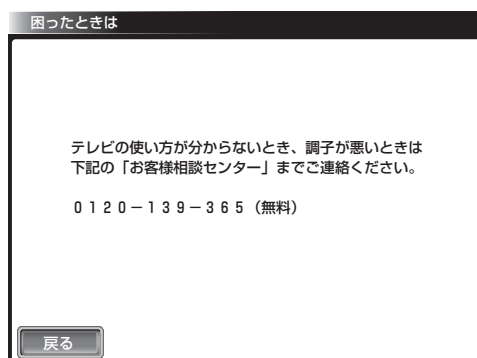 困ったときは
テレビの使い方が分からないとき、調子が悪いときは
下記の「お客様相談センター」までご連絡ください。
０１２０－１３９－３６５（無料）
戻る